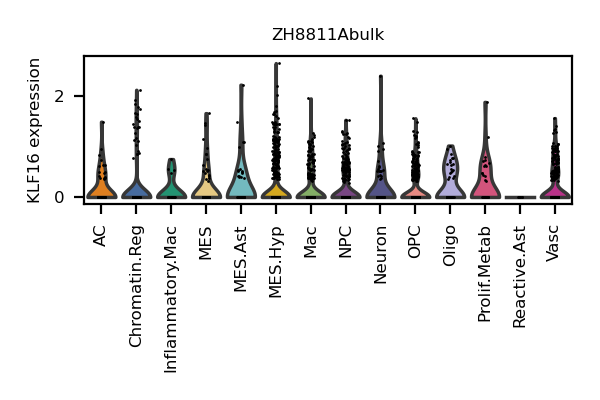 ZH8811Abulk
KLF16 expression
2
0
AC
Chromatin.Reg
Inflammatory.Mac
MES
MES.Ast
MES.Hyp
Mac
NPC
Neuron
OPC
Oligo
Prolif.Metab
Reactive.Ast
Vasc